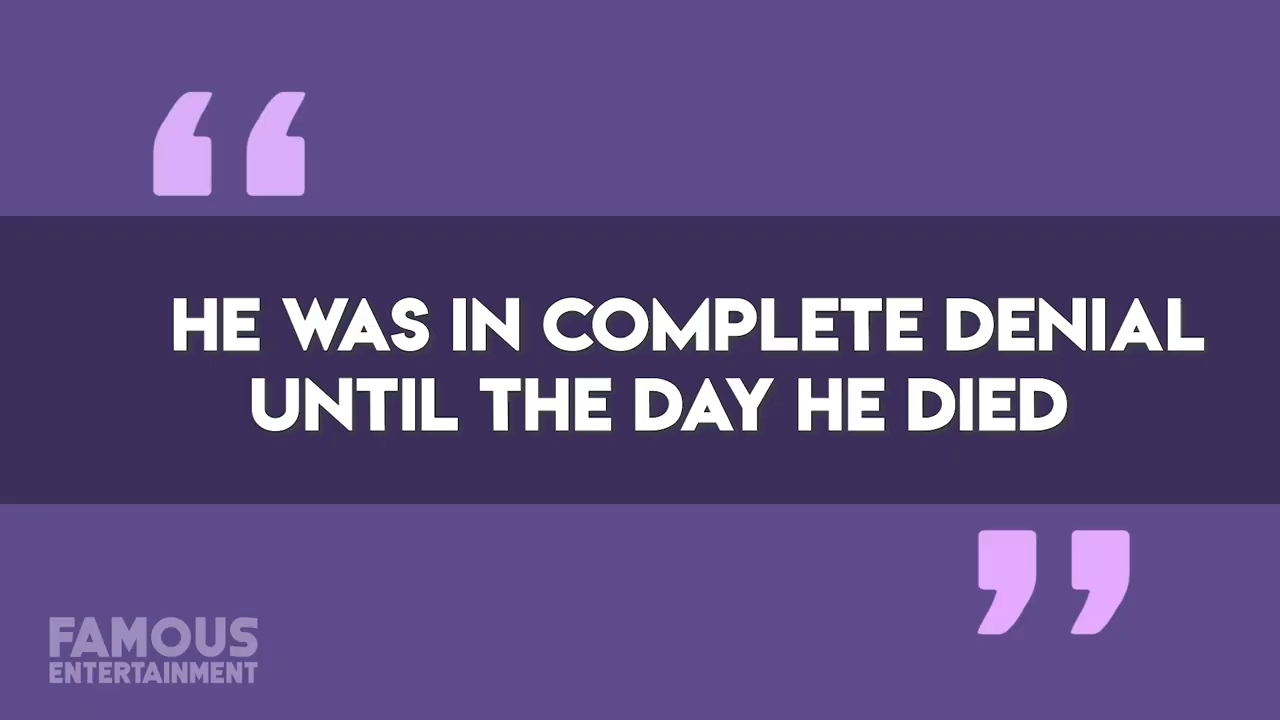 “
HE WAS IN COMPLETE DENIAL
UNTIL THE DAY HE DIED
”
FAMOUS
ENTERTAINMENT